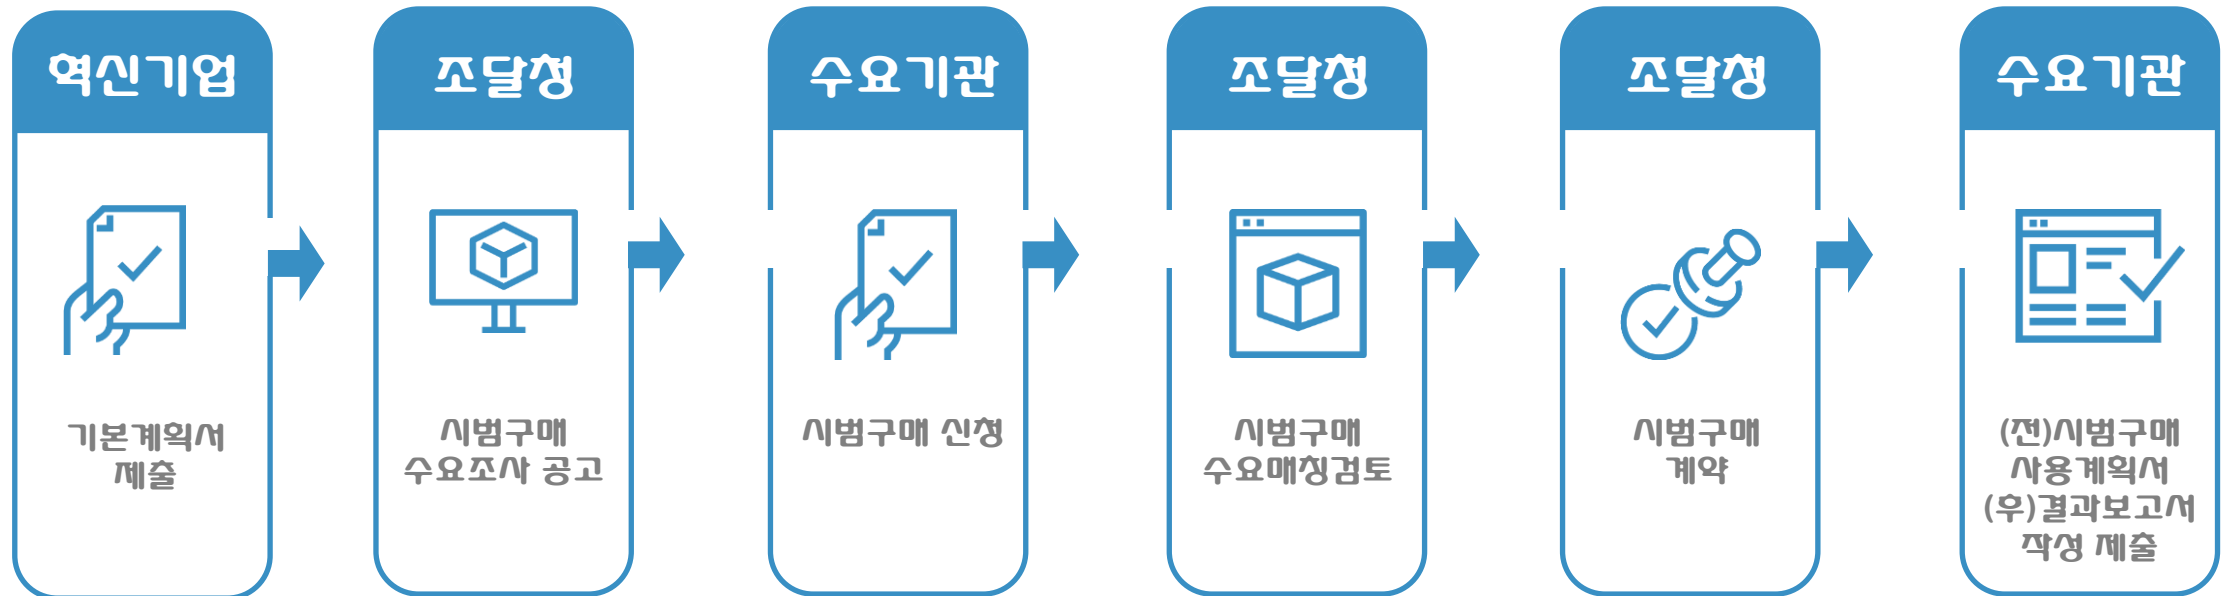 혁신기업
기본계획서
제출
조달청
시범구매
수요조사 공고
수요기관
시범구매 신청
조달청
시범구매
수요매칭검토
조달청
시범구매
계약
수요기관
(전)시범구매
사용계획서
(후)결과보고서
작성 제출